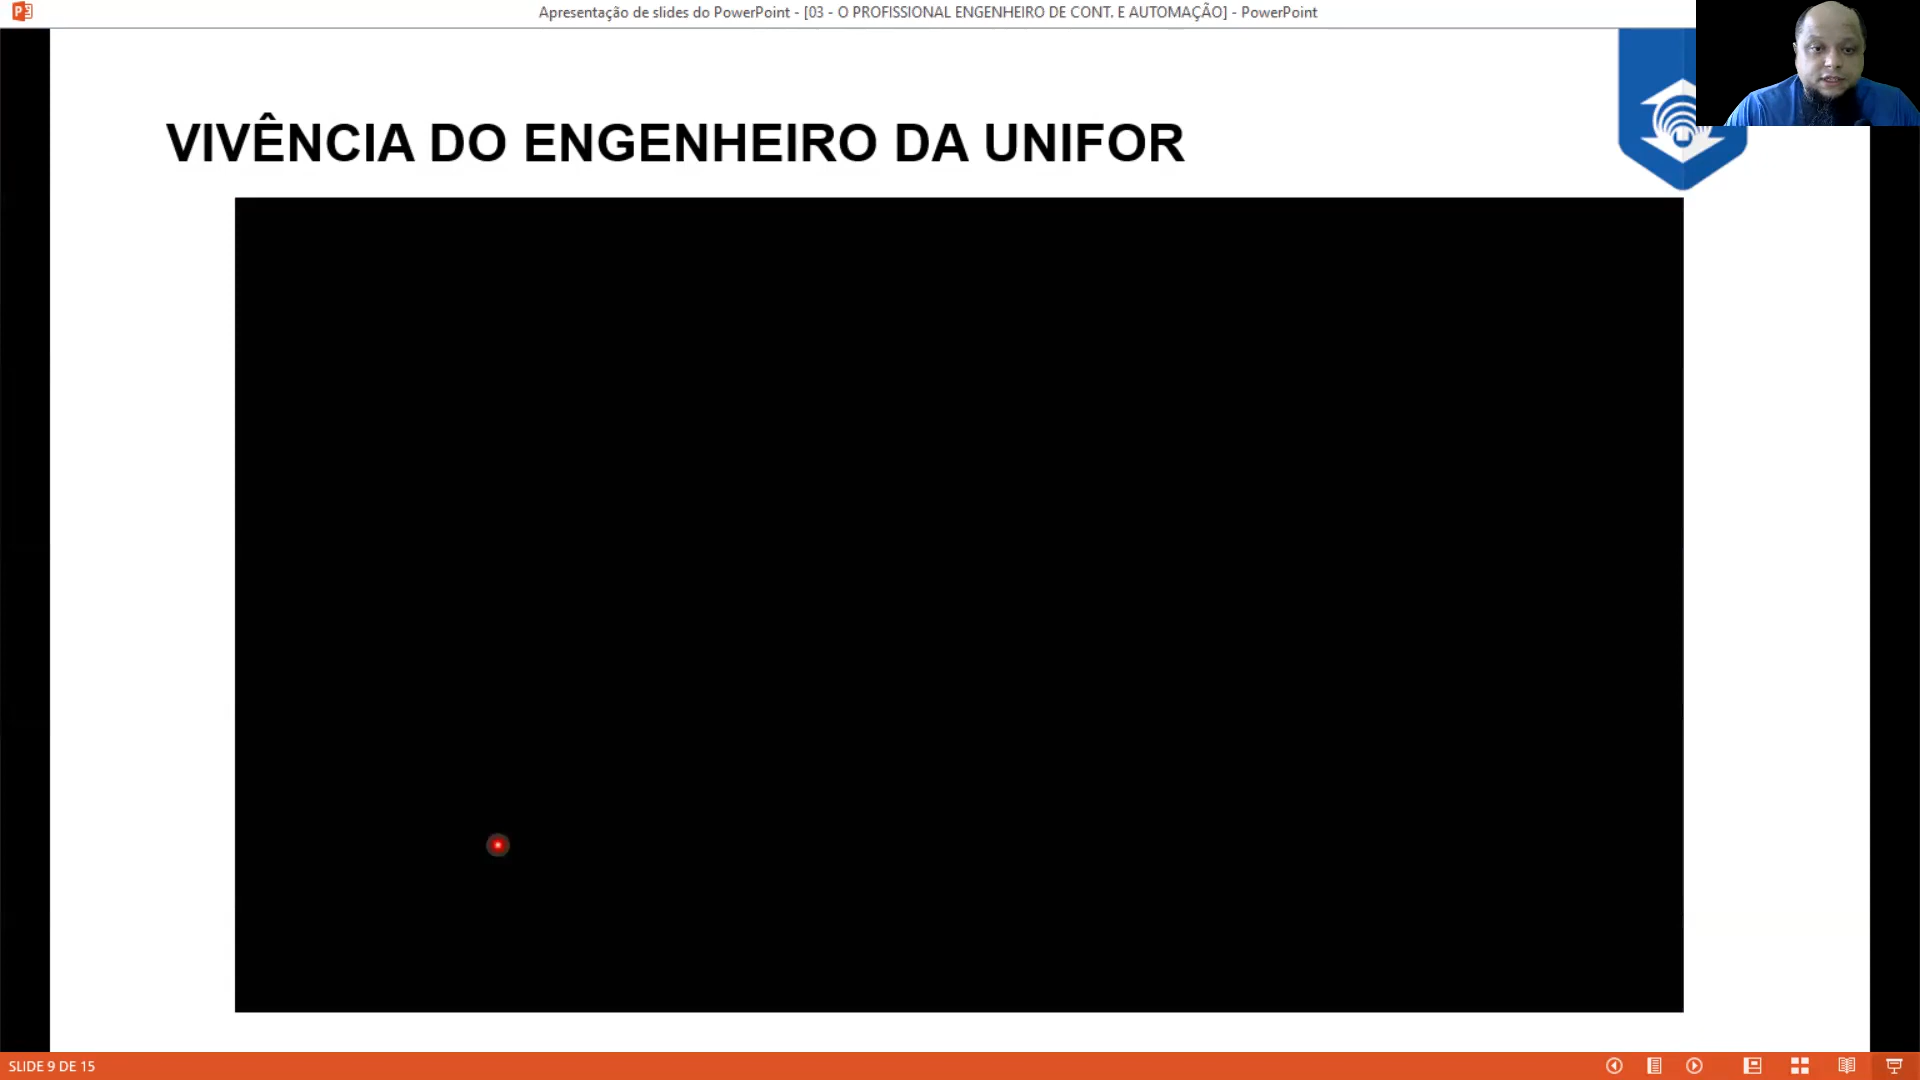 Apresentação de slides do PowerPoint - [03 - O PROFISSIONAL ENGENHEIRO DE CONT. E AUTOMAÇÃO] - PowerPoint
VIVÊNCIA DO ENGENHEIRO DA UNIFOR
SLIDE 9 DE 15